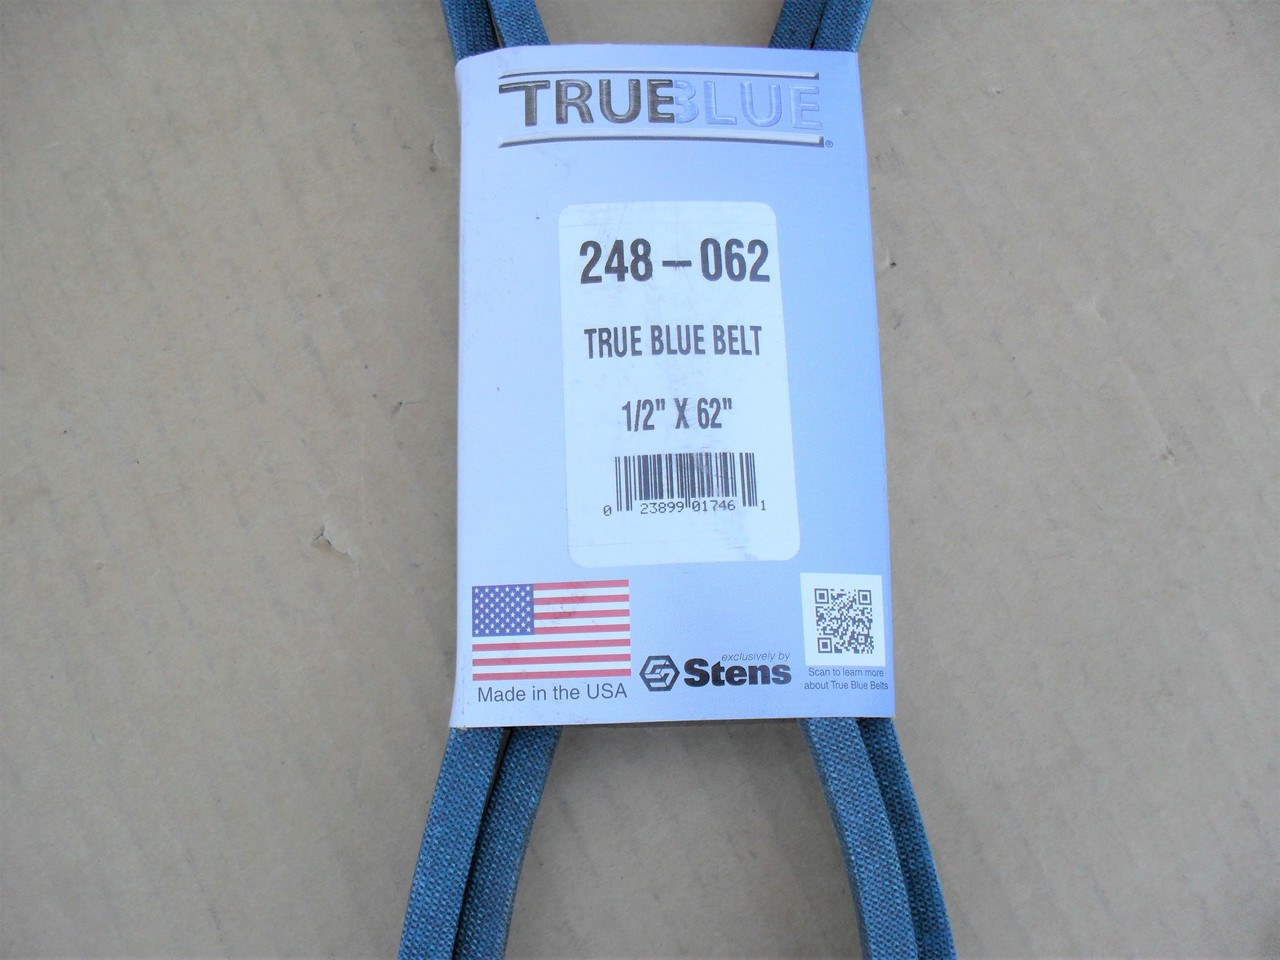 TRUEBLUE®
248-062
TRUE BLUE BELT
1/2" X 62"
0 23899 01746 1
Made in the USA
exclusively by
Stens
Scan to learn more
about True Blue Belts